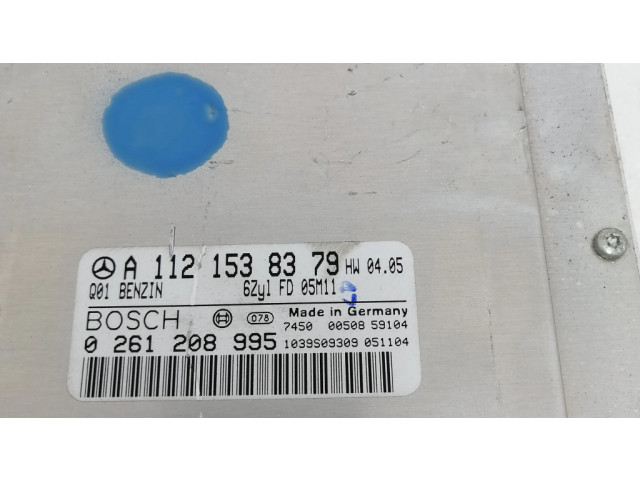 A 112 153 83 79 HW 04.05
Q01 BENZIN 6Zyl FD 05M11
BOSCH 078 Made in Germany
7450 00508 59104
0 261 208 995 1039S09309 051104